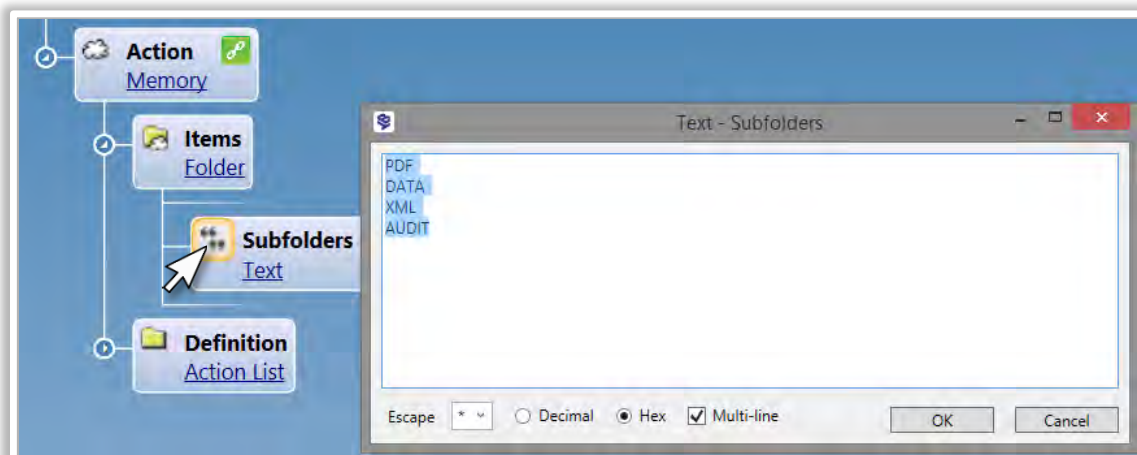 Action
Memory
Items
Folder
Subfolders
Text
Definition
Action List
Text - Subfolders
PDF
DATA
XML
AUDIT
Escape * Decimal Hex Multi-line OK Cancel